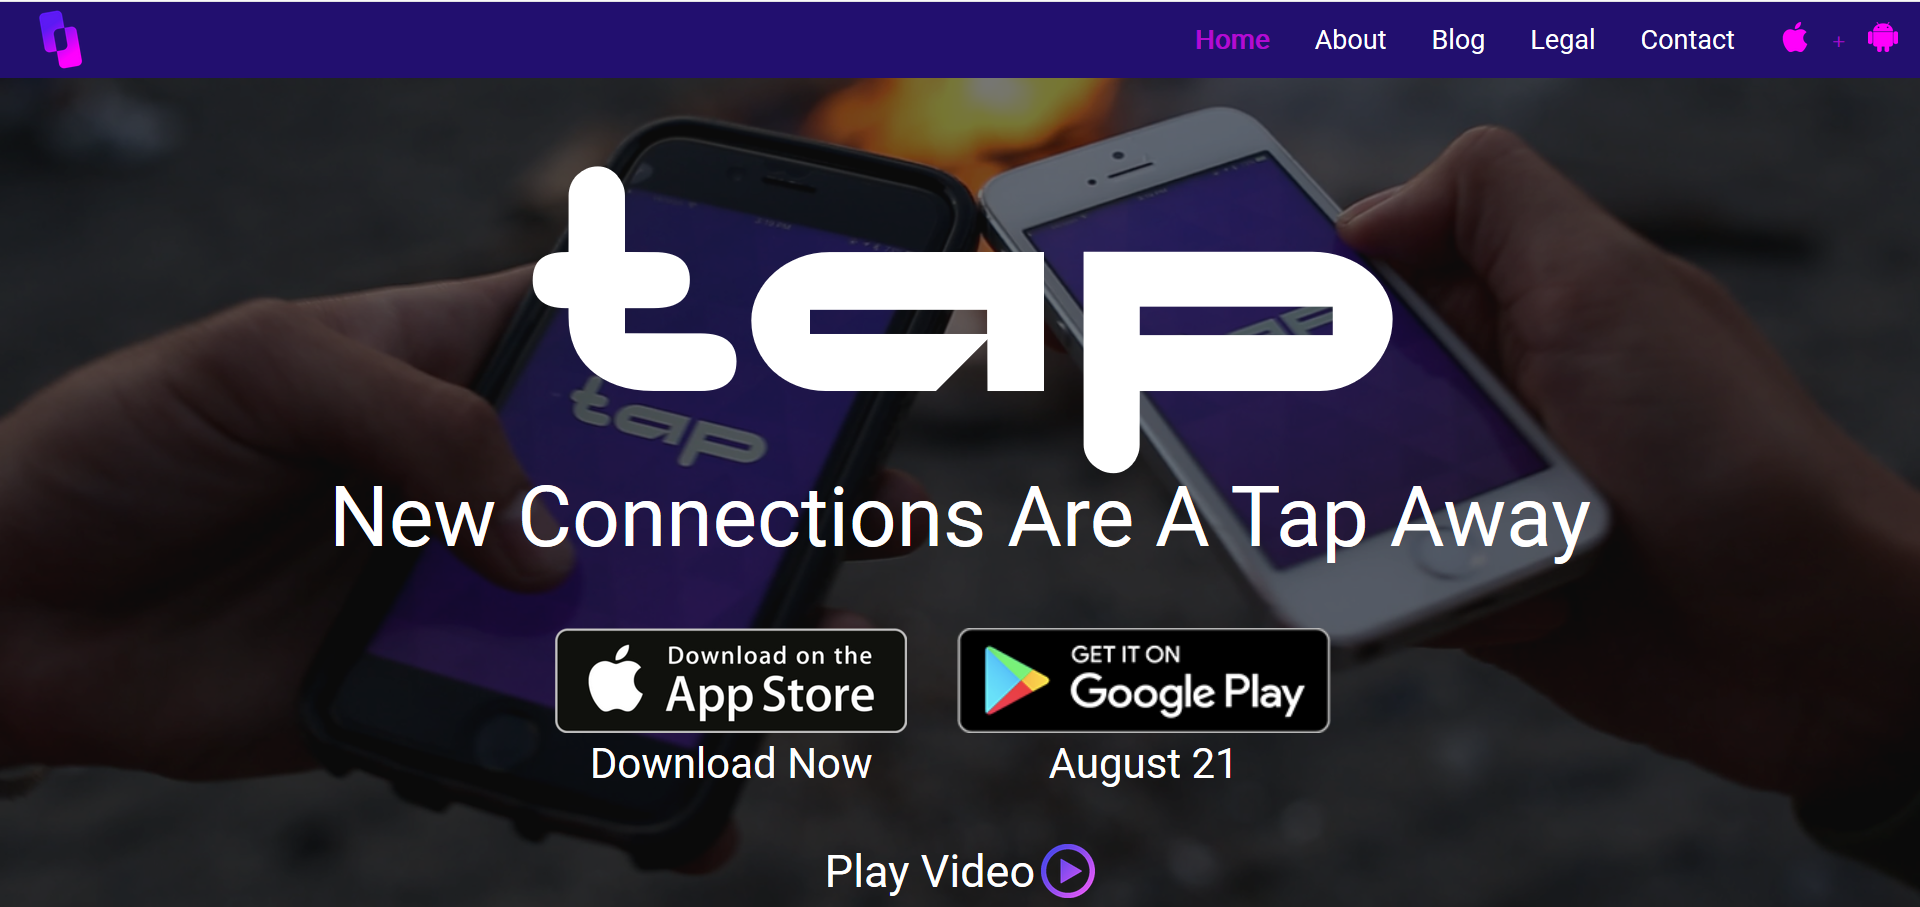 Home About Blog Legal Contact +
tap
tap
New Connections Are A Tap Away
Download on the
App Store
GET IT ON
Google Play
Download Now
August 21
Play Video